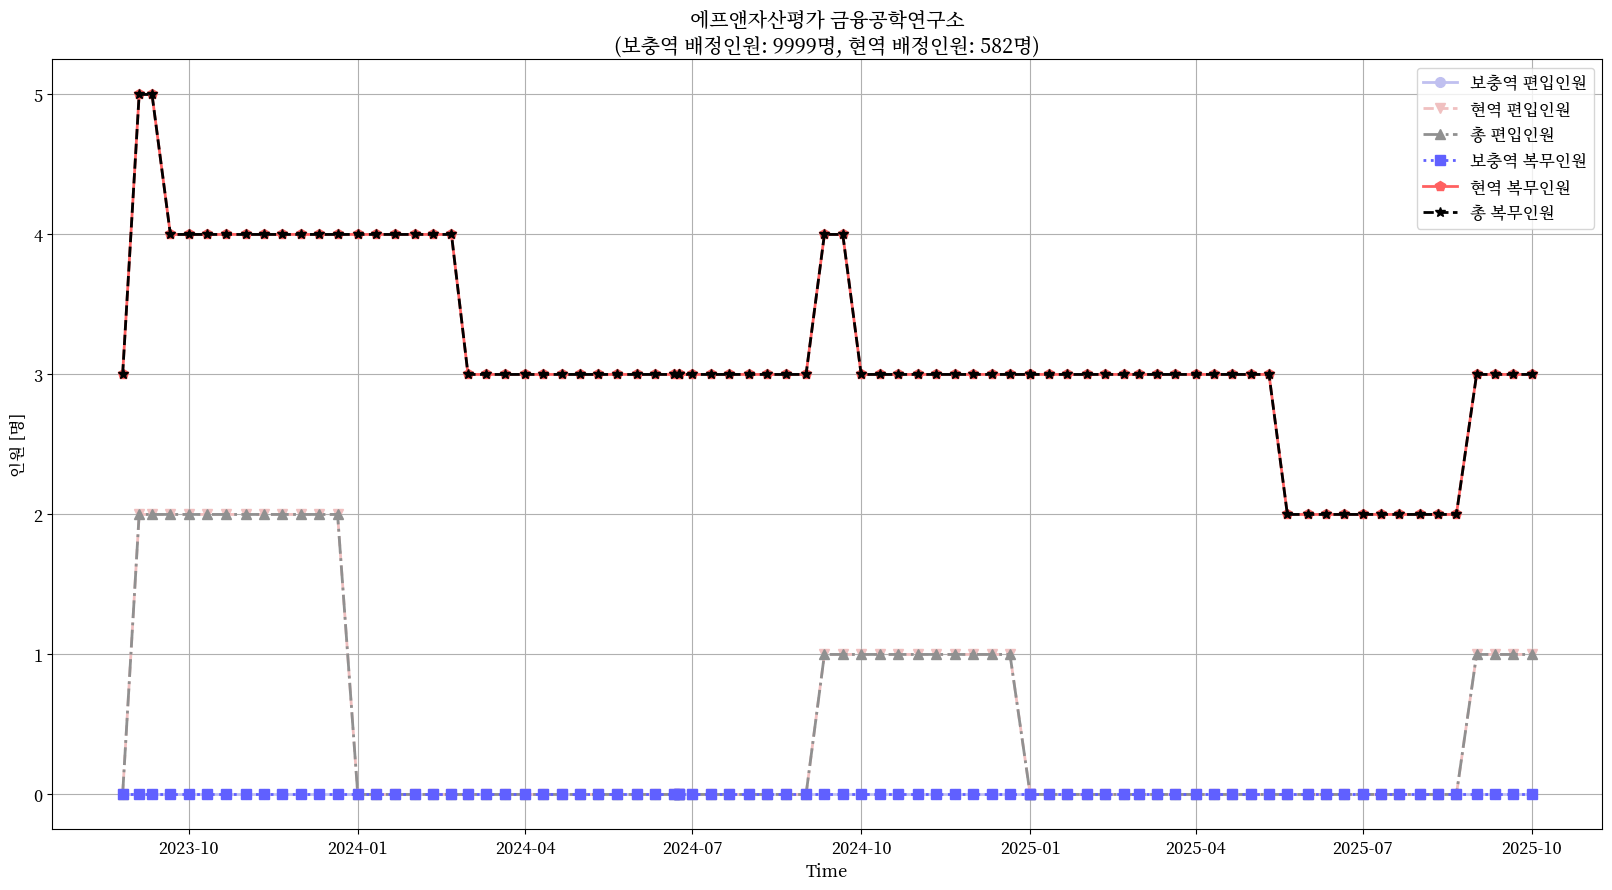 에프앤자산평가 금융공학연구소
(보충역 배정인원: 9999명, 현역 배정인원: 582명)
보충역 편입인원
현역 편입인원
총 편입인원
보충역 복무인원
현역 복무인원
총 복무인원
인원 [명]
5
4
3
2
1
0
2023-10
2024-01
2024-04
2024-07
2024-10
2025-01
2025-04
2025-07
2025-10
Time